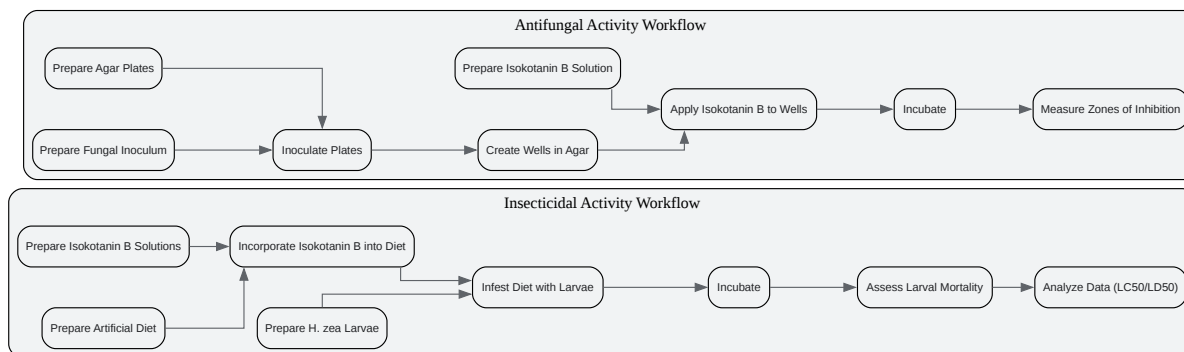 Antifungal Activity Workflow
Prepare Agar Plates
Prepare Isokotanin B Solution
Apply Isokotanin B to Wells
Incubate
Measure Zones of Inhibition
Prepare Fungal Inoculum
Inoculate Plates
Create Wells in Agar
Insecticidal Activity Workflow
Prepare Isokotanin B Solutions
Incorporate Isokotanin B into Diet
Infest Diet with Larvae
Incubate
Assess Larval Mortality
Analyze Data (LC50/LD50)
Prepare Artificial Diet
Prepare H. zea Larvae